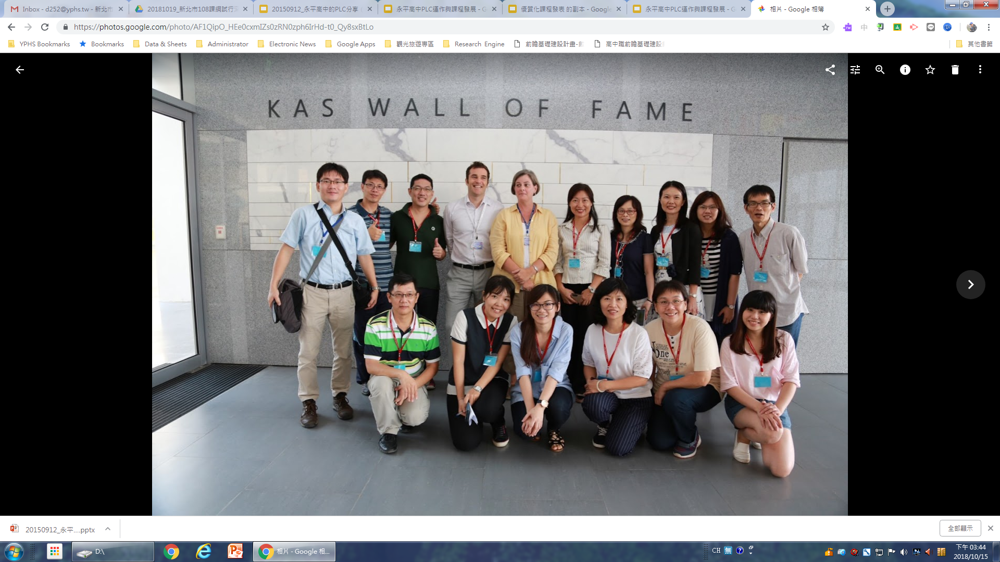 Inbox - d252@yphs.tw - 新北市
20181019_新北市108課綱試行
20150912_永平高中的PLC分享 (
永平高中PLC運作與課程發展 - G
優質化課程發表 的副本 - Google
永平高中PLC運作與課程發展 - G
相片 - Google 相簿
https://photos.google.com/photo/AF1QipO_HEe0cxmIZs0zRN0zph6IrHd-t0_Qy8sxBtLo
YPHS Bookmarks
Bookmarks
Data & Sheets
Administrator
Electronic News
Google Apps
觀光旅遊專區
Research Engine
前瞻基礎建設計畫-數
高中職前瞻基礎建設
其他書籤
KAS WALL OF FAME
One
20150912_永平....pptx
全部顯示
D:\
相片 - Google 相...
CH
無
下午 03:44
2018/10/15